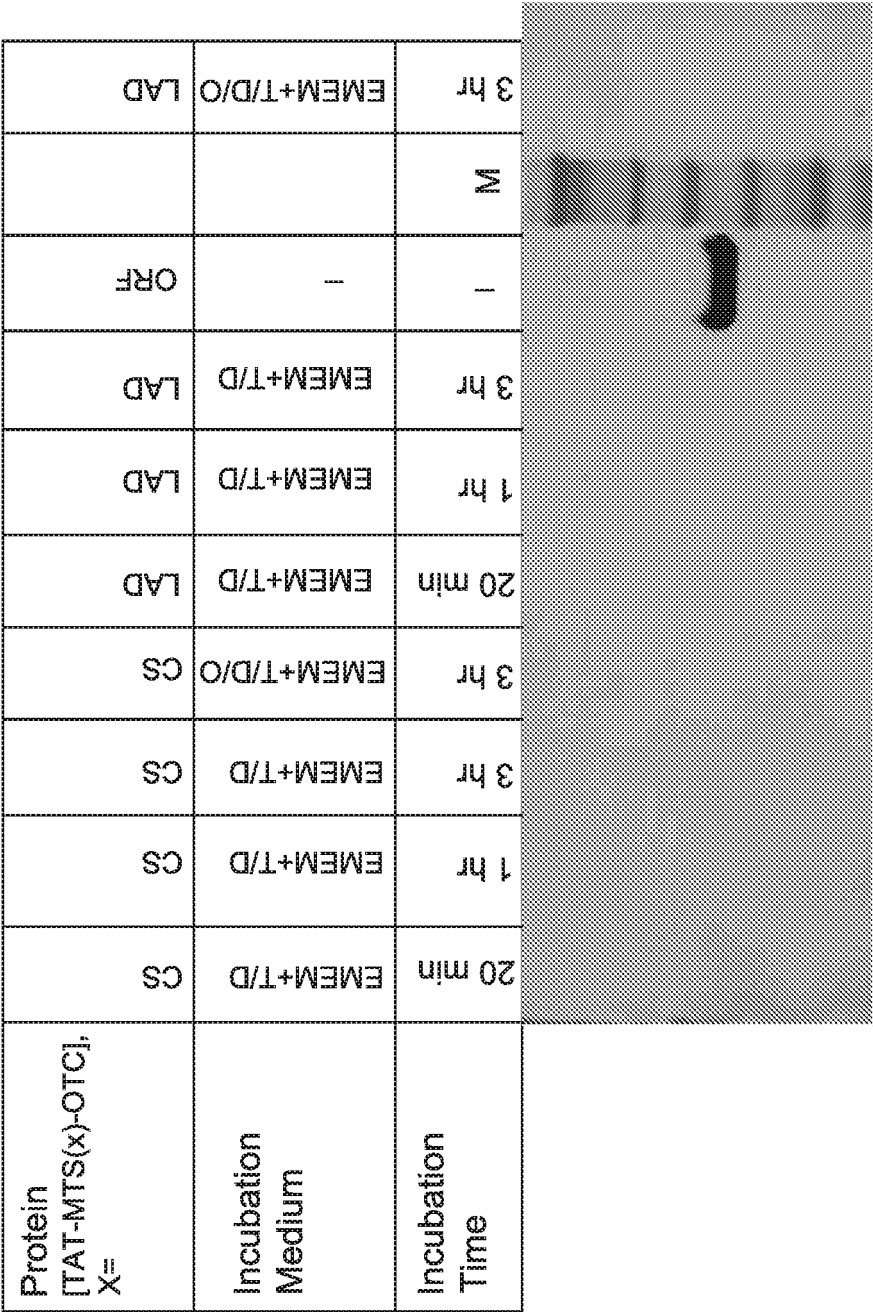 Protein
[TAT-MTS(x)-OTC],
X=
CS
CS
CS
CS
LAD
LAD
LAD
ORF
LAD
Incubation
Medium
EMEM+T/D
EMEM+T/D
EMEM+T/D
EMEM+T/D/O
EMEM+T/D
EMEM+T/D
EMEM+T/D
–
EMEM+T/D/O
Incubation
Time
20 min
1 hr
3 hr
3 hr
20 min
1 hr
3 hr
–
M
3 hr